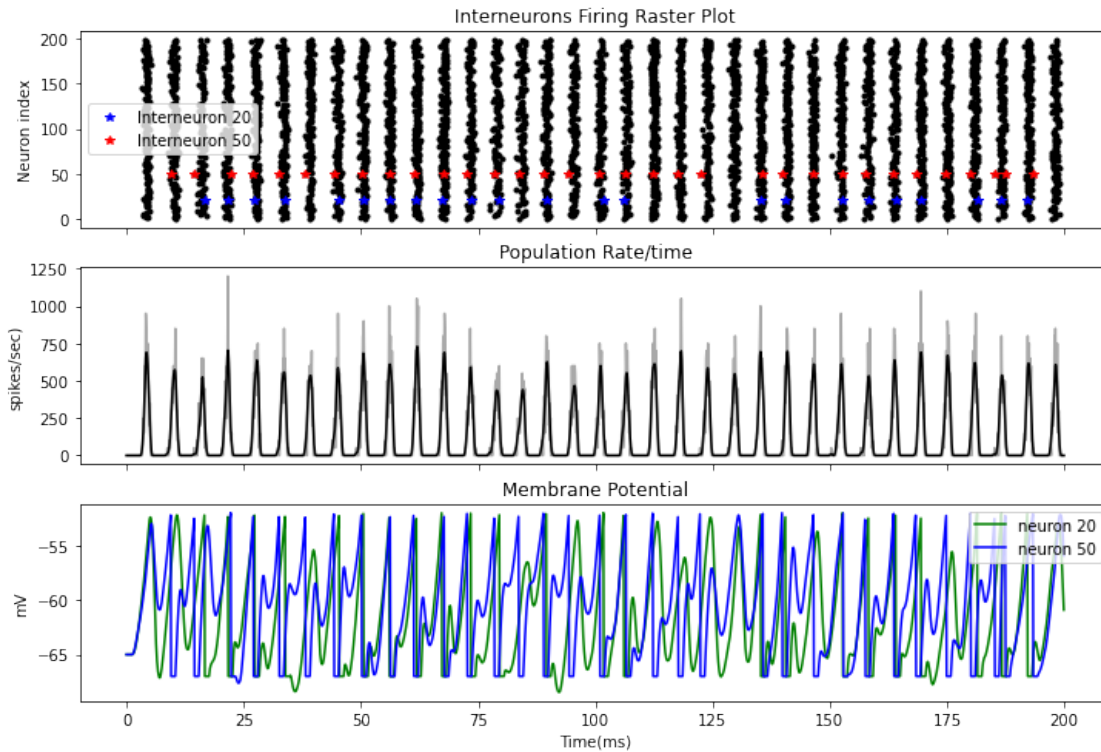 Interneurons Firing Raster Plot
200
150
100
50
0
Neuron index
Interneuron 20
Interneuron 50
Population Rate/time
1250
1000
750
500
250
0
spikes/sec)
Membrane Potential
−55
−60
−65
mV
neuron 20
neuron 50
0 25 50 75 100 125 150 175 200
Time(ms)